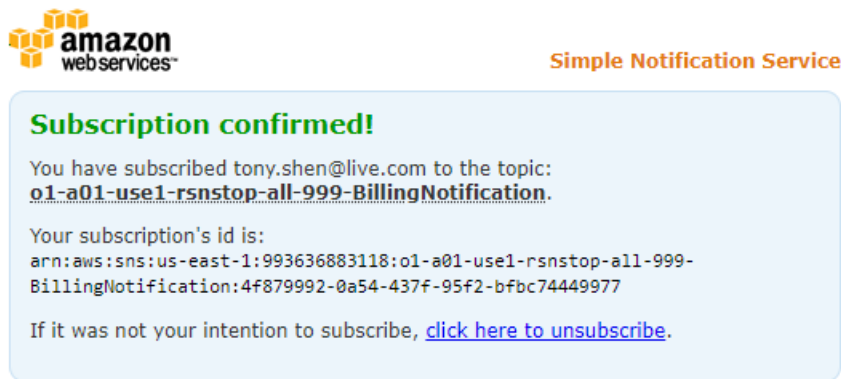 amazon
webservices™
Simple Notification Service
Subscription confirmed!
You have subscribed tony.shen@live.com to the topic:
o1-a01-use1-rsnstop-all-999-BillingNotification.
Your subscription's id is:
arn:aws:sns:us-east-1:993636883118:o1-a01-use1-rsnstop-all-999-
BillingNotification:4f879992-0a54-437f-95f2-bfbc74449977
If it was not your intention to subscribe, click here to unsubscribe.